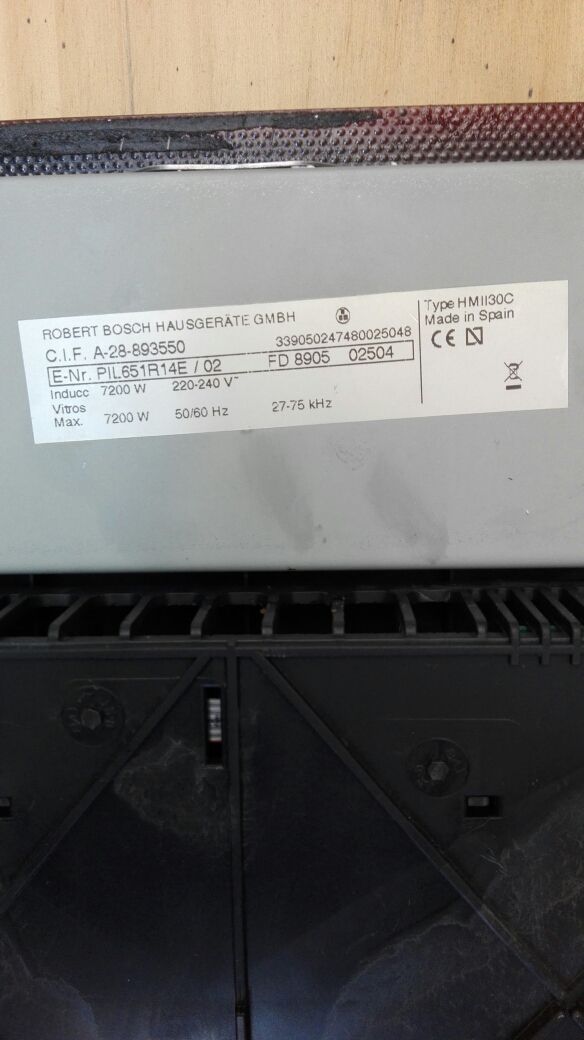 ROBERT BOSCH HAUSGERÄTE GMBH
C.I.F. A-28-893550
339050247480025048
E-Nr. PIL651R14E / 02 FD 8905 02504
Inducc 7200 W 220-240 V~
Vitros
Max. 7200 W 50/60 Hz 27-75 kHz
Type HMII30C
Made in Spain
CE N